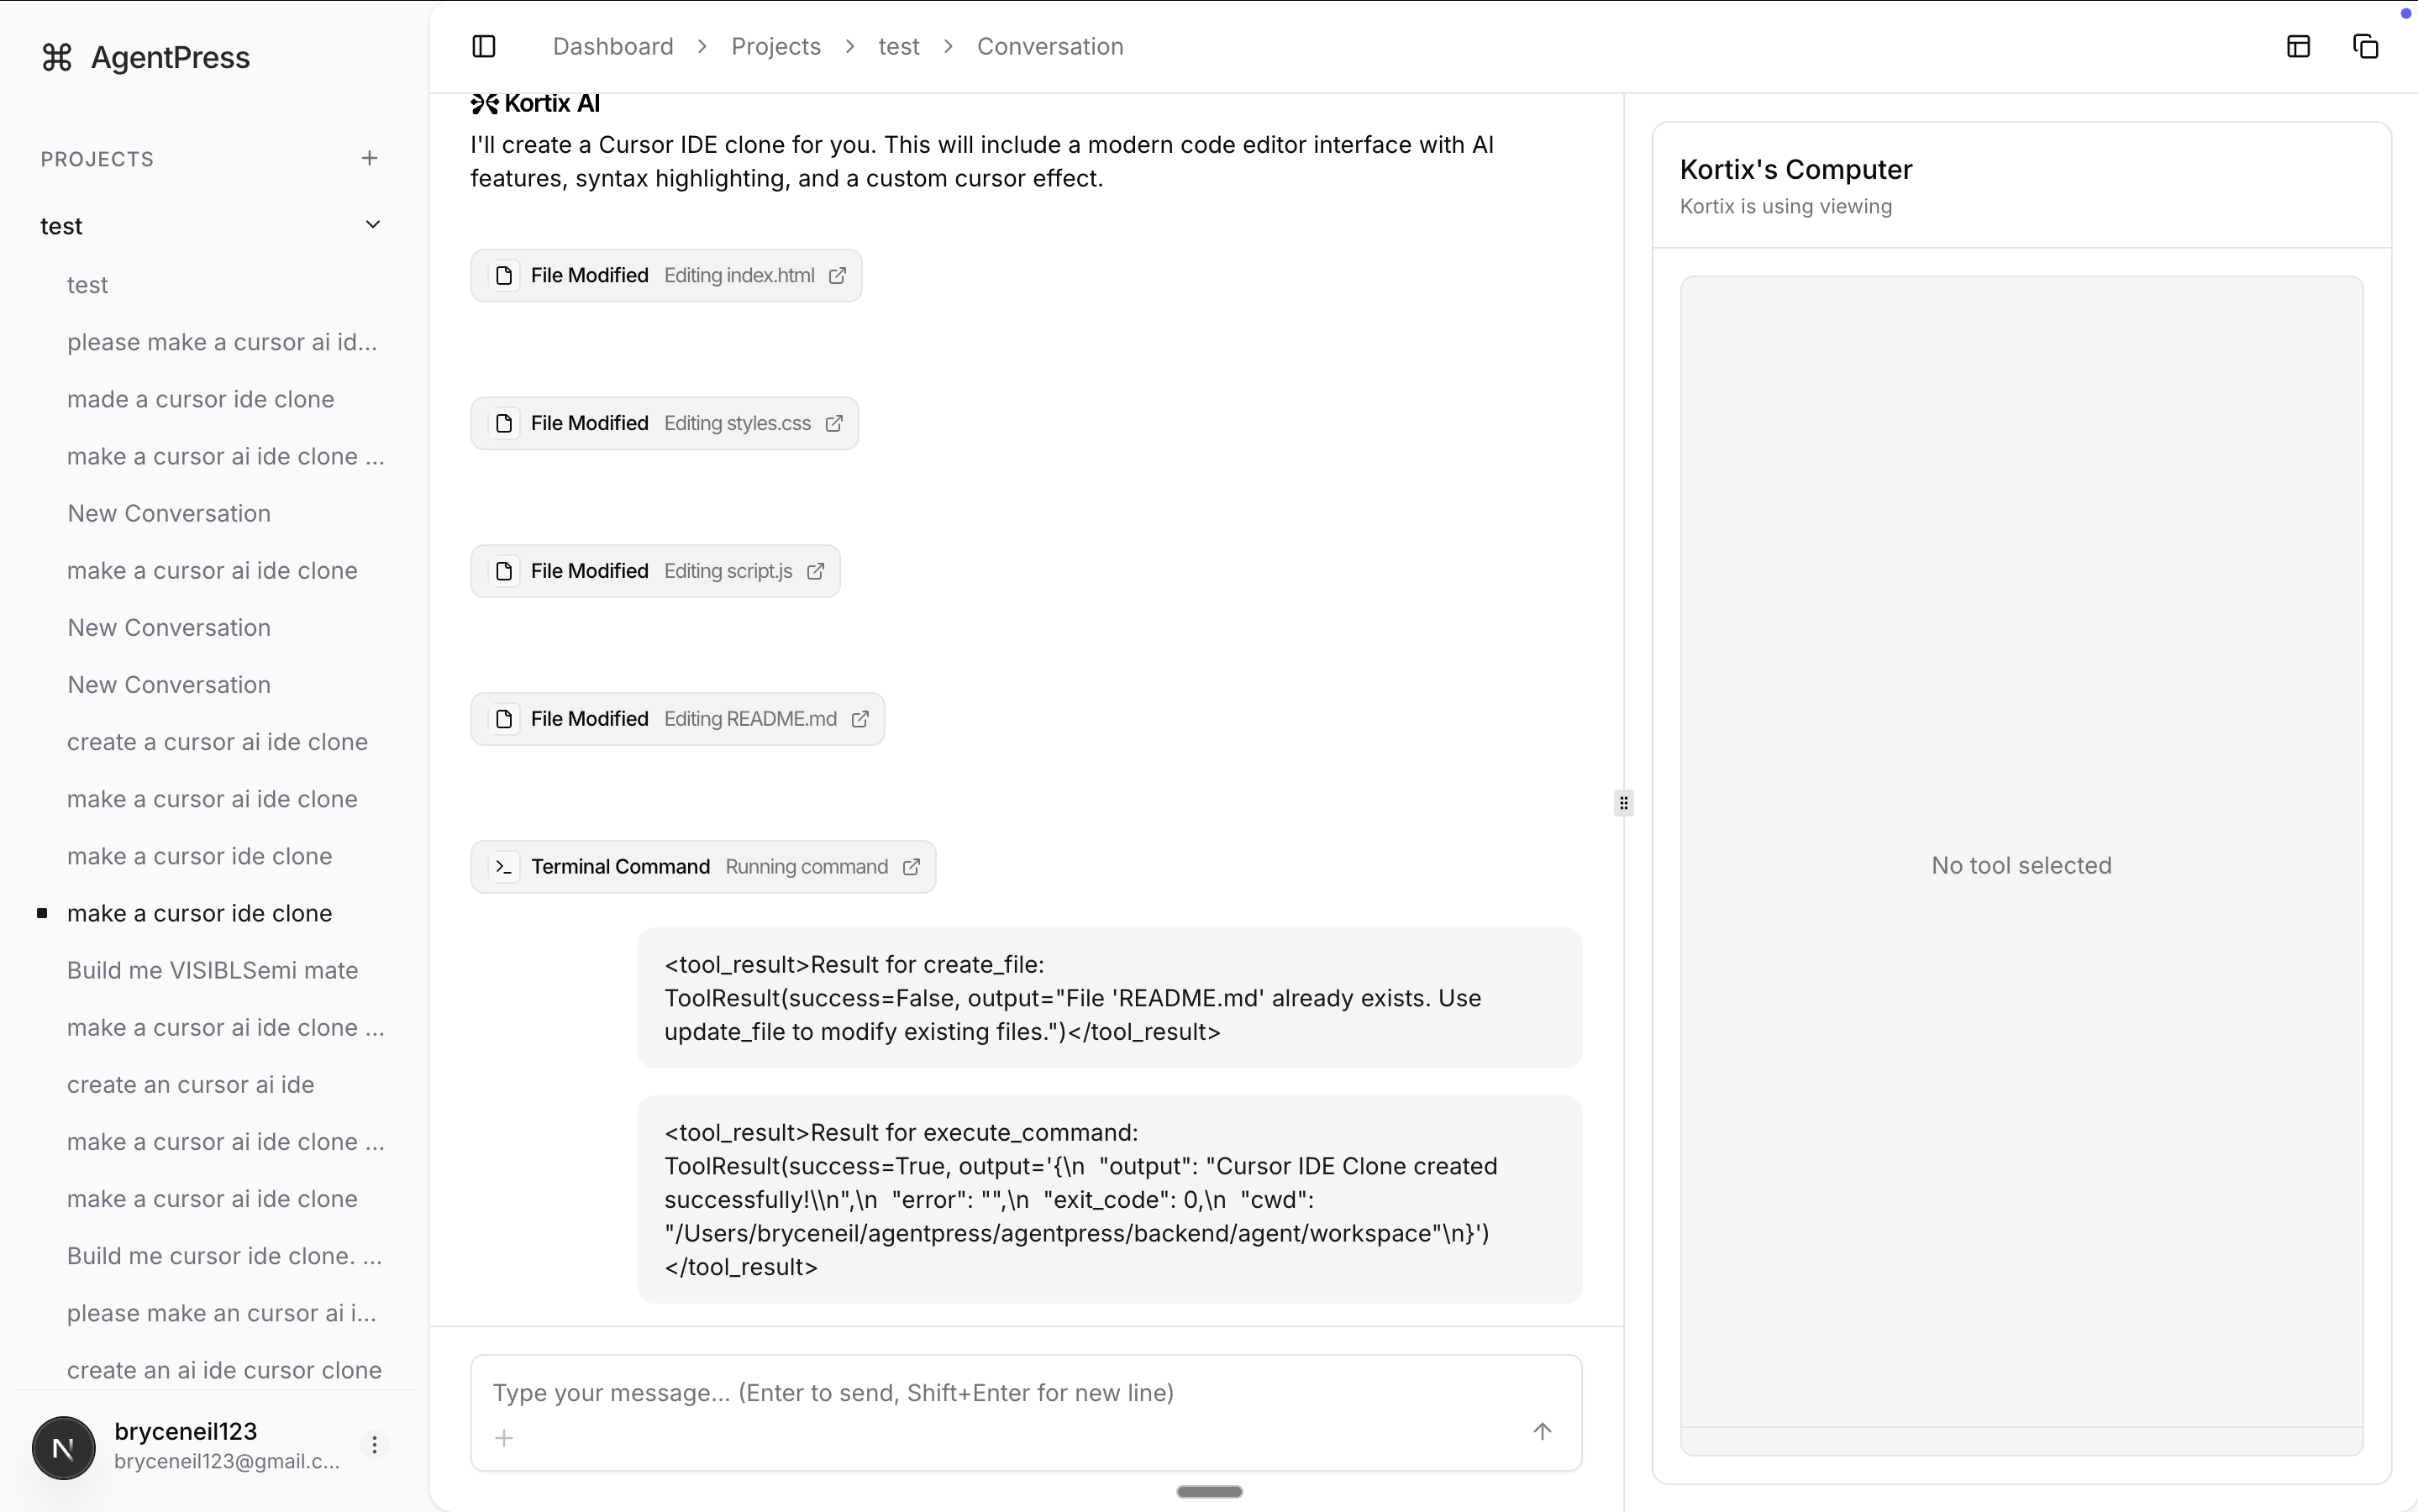 AgentPress
PROJECTS
test
test
please make a cursor ai id...
made a cursor ide clone
make a cursor ai ide clone ...
New Conversation
make a cursor ai ide clone
New Conversation
New Conversation
create a cursor ai ide clone
make a cursor ai ide clone
make a cursor ide clone
make a cursor ide clone
Build me VISIBLSemi mate
make a cursor ai ide clone ...
create an cursor ai ide
make a cursor ai ide clone ...
make a cursor ai ide clone
Build me cursor ide clone. ...
please make an cursor ai i...
create an ai ide cursor clone
N
bryceneil123
bryceneil123@gmail.c...
Dashboard > Projects > test > Conversation
Kortix AI
I'll create a Cursor IDE clone for you. This will include a modern code editor interface with AI
features, syntax highlighting, and a custom cursor effect.
File Modified Editing index.html
File Modified Editing styles.css
File Modified Editing script.js
File Modified Editing README.md
Terminal Command Running command
<tool_result>Result for create_file:
ToolResult(success=False, output="File 'README.md' already exists. Use
update_file to modify existing files.")</tool_result>
<tool_result>Result for execute_command:
ToolResult(success=True, output='{\n  "output": "Cursor IDE Clone created
successfully!\\n",\n  "error": "",\n  "exit_code": 0,\n  "cwd":
"/Users/bryceneil/agentpress/agentpress/backend/agent/workspace"\n}')
</tool_result>
Type your message... (Enter to send, Shift+Enter for new line)
Kortix's Computer
Kortix is using viewing
No tool selected